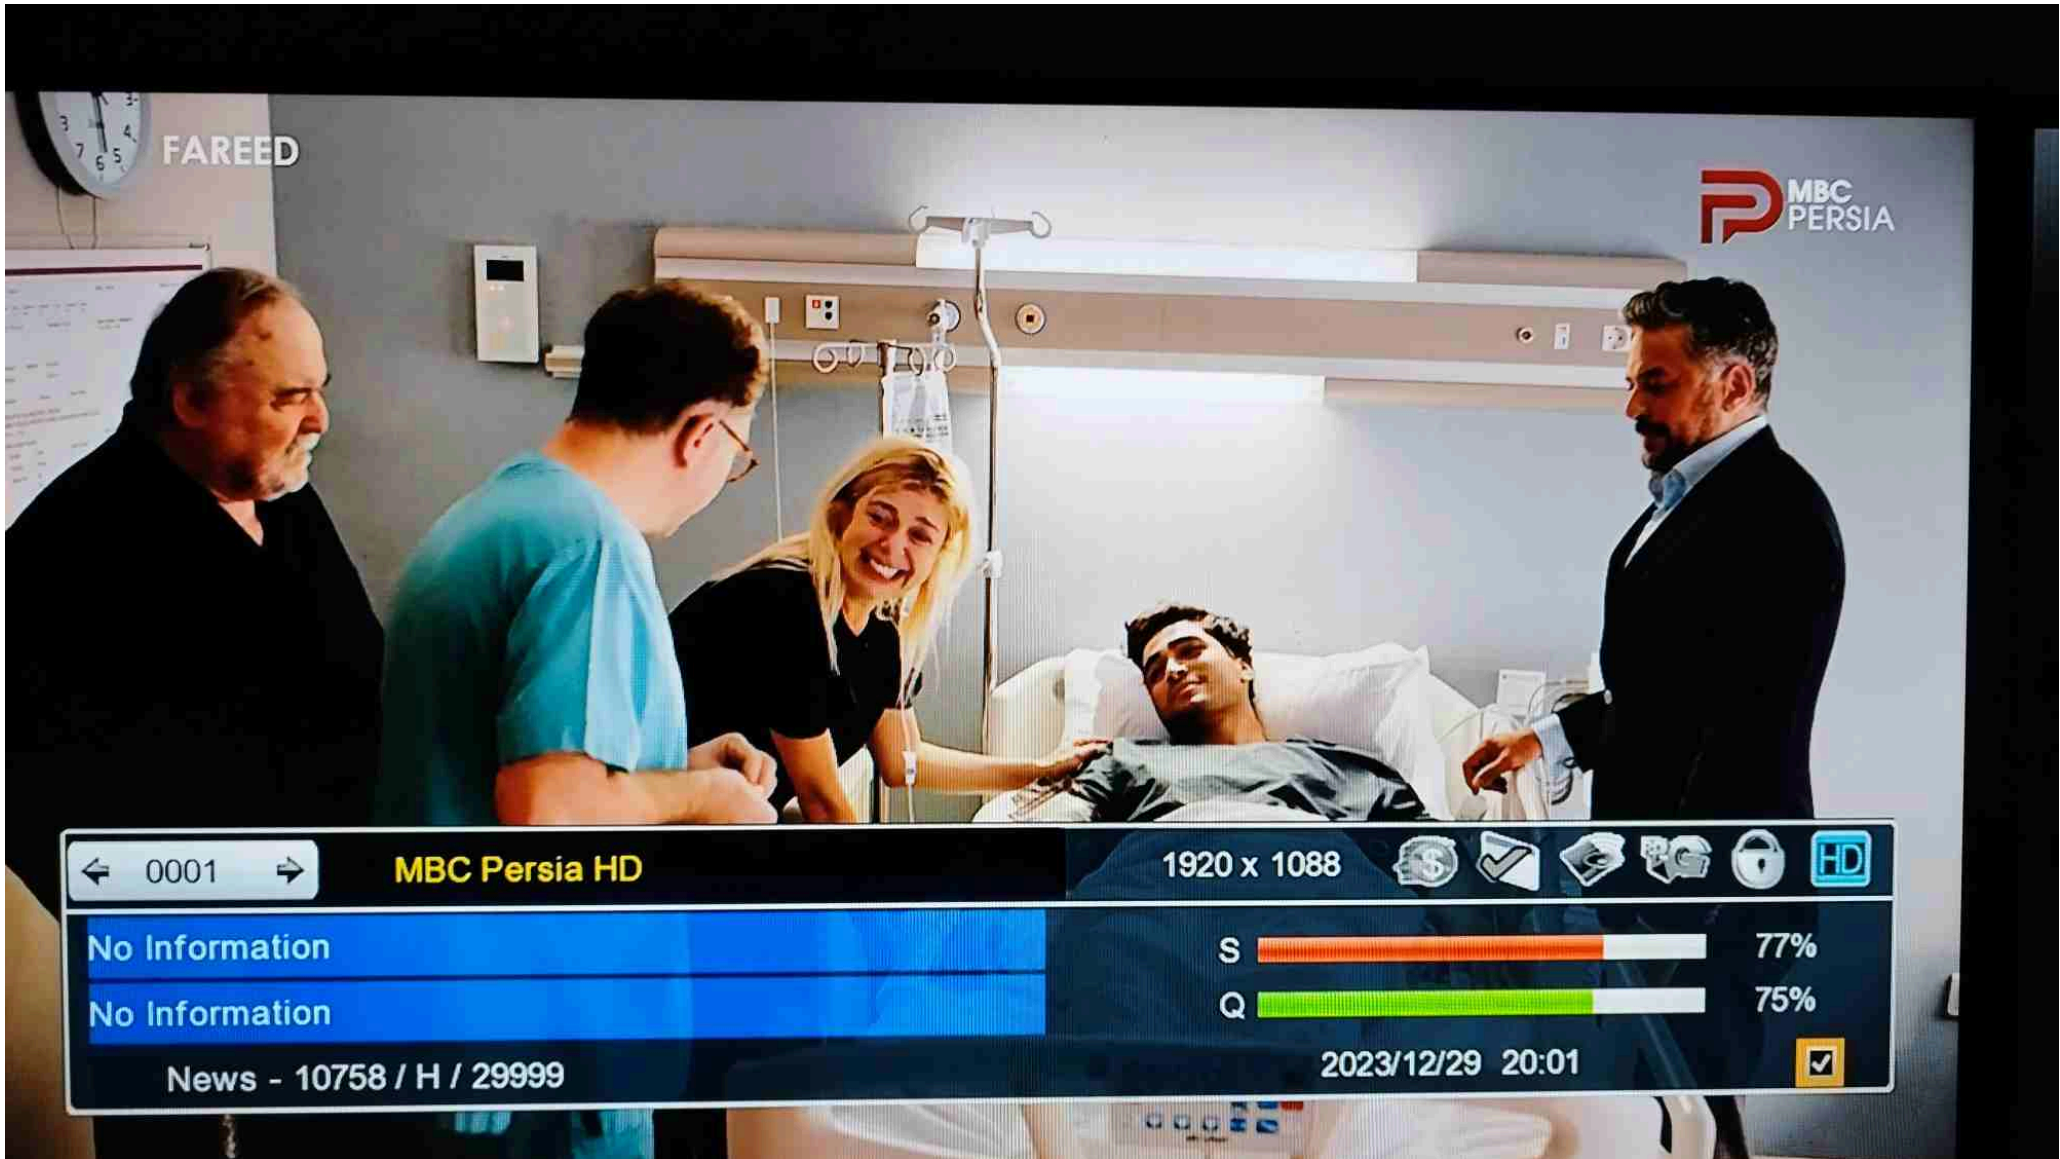 FAREED
MBC
PERSIA
0001
MBC Persia HD
1920 x 1088
HD
No Information
No Information
S
77%
Q
75%
News - 10758 / H / 29999
2023/12/29 20:01